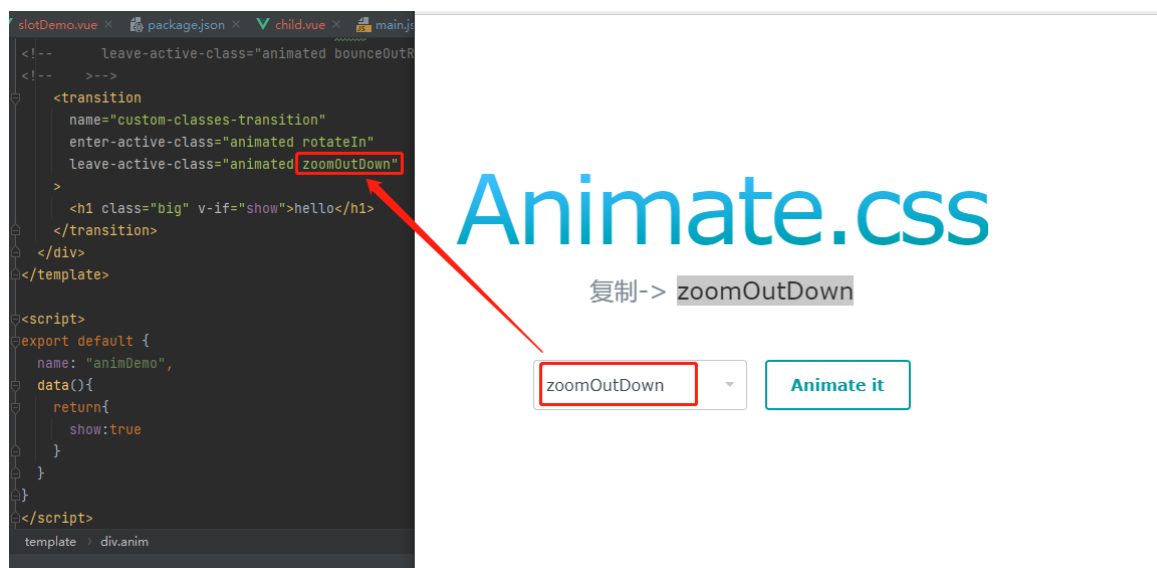 slotDemo.vue × package.json × child.vue × main.js
<!-- leave-active-class="animated bounceOutR
<!-- >-->
<transition
name="custom-classes-transition"
enter-active-class="animated rotateIn"
leave-active-class="animated zoomOutDown"
>
<h1 class="big" v-if="show">hello</h1>
</transition>
</div>
</template>
<script>
export default {
name: "animDemo",
data(){
return{
show:true
}
}
}
</script>
template › div.anim
Animate.css
复制-> zoomOutDown
zoomOutDown
Animate it